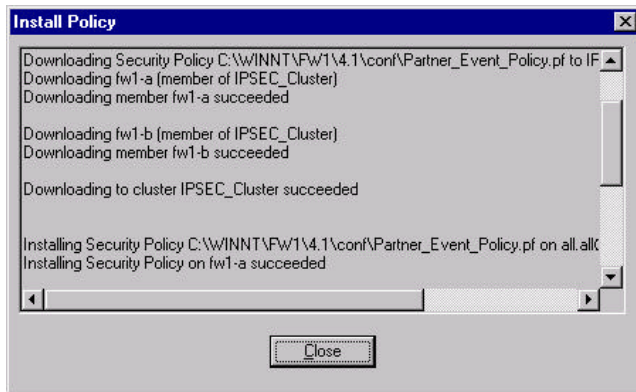 Install Policy
Downloading Security Policy C:\WINNT\FW1\4.1\conf\Partner_Event_Policy.pf to IF
Downloading fw1-a (member of IPSEC_Cluster)
Downloading member fw1-a succeeded
Downloading fw1-b (member of IPSEC_Cluster)
Downloading member fw1-b succeeded
Downloading to cluster IPSEC_Cluster succeeded
Installing Security Policy C:\WINNT\FW1\4.1\conf\Partner_Event_Policy.pf on all.all
Installing Security Policy on fw1-a succeeded
Close